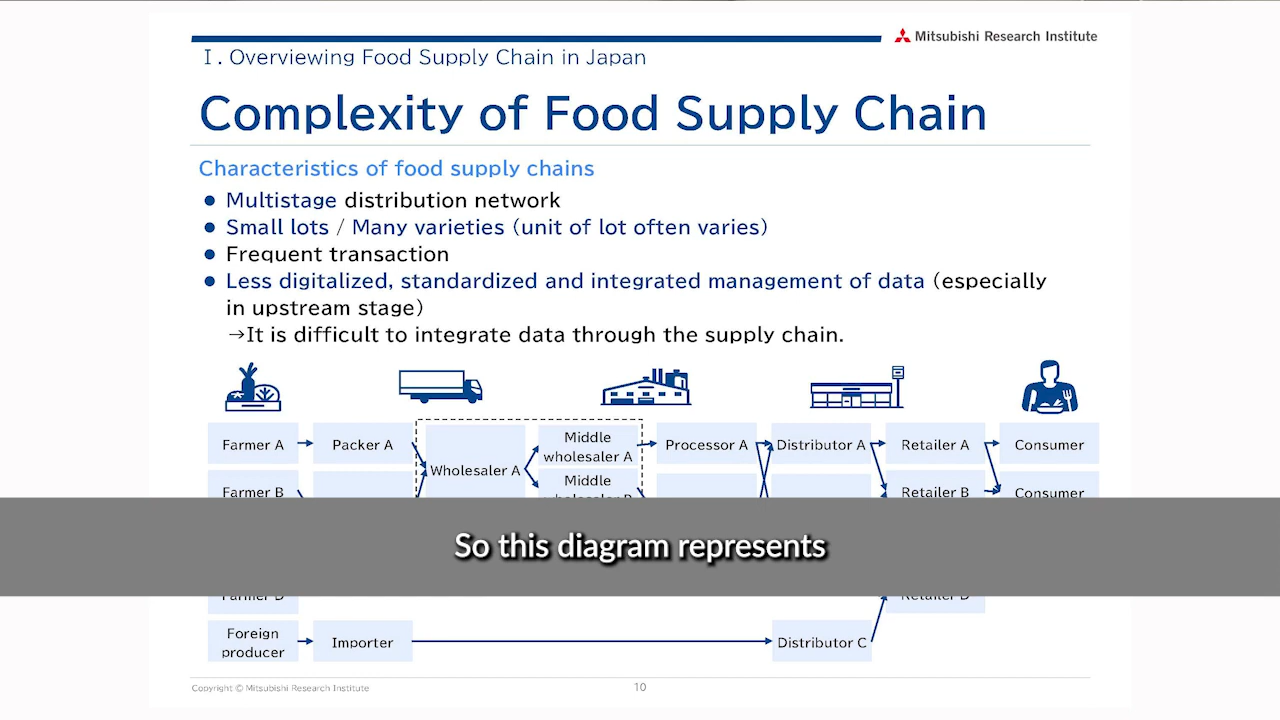 Mitsubishi Research Institute
Ⅰ. Overviewing Food Supply Chain in Japan
Complexity of Food Supply Chain
Characteristics of food supply chains
● Multistage distribution network
● Small lots / Many varieties (unit of lot often varies)
● Frequent transaction
● Less digitalized, standardized and integrated management of data (especially
in upstream stage)
→It is difficult to integrate data through the supply chain.
Farmer A
Packer A
Wholesaler A
Middle
wholesaler A
Middle
Processor A
Distributor A
Retailer A
Consumer
Farmer B
Retailer B
Consumer
So this diagram represents
Farmer D
Retailer D
Foreign
producer
Importer
Distributor C
Copyright © Mitsubishi Research Institute
10